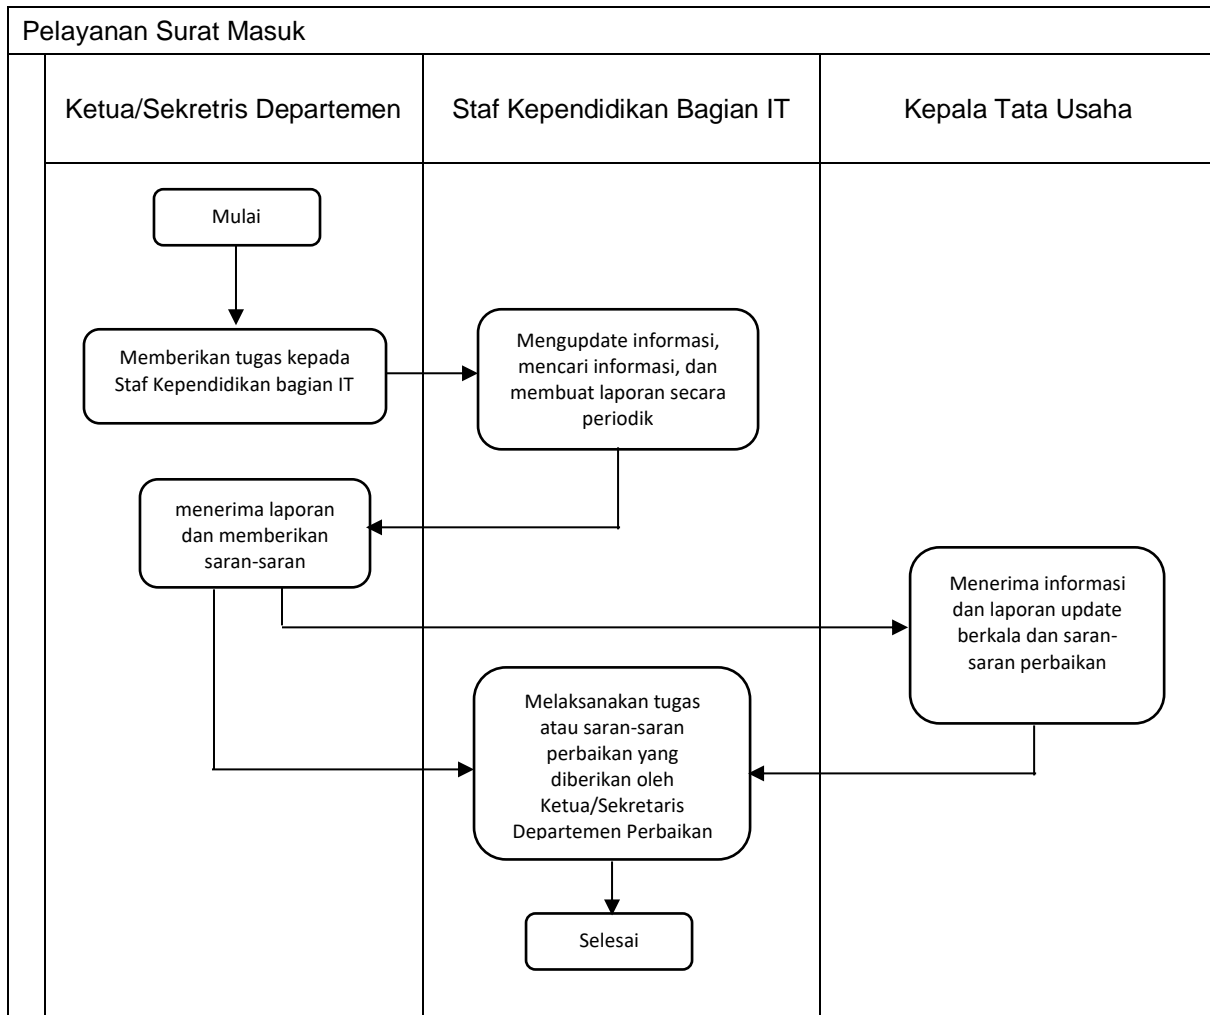 Pelayanan Surat Masuk
Ketua/Sekretris Departemen
Staf Kependidikan Bagian IT
Kepala Tata Usaha
Mulai
Memberikan tugas kepada
Staf Kependidikan bagian IT
Mengupdate informasi,
mencari informasi, dan
membuat laporan secara
periodik
menerima laporan
dan memberikan
saran-saran
Menerima informasi
dan laporan update
berkala dan saran-
saran perbaikan
Melaksanakan tugas
atau saran-saran
perbaikan yang
diberikan oleh
Ketua/Sekretaris
Departemen Perbaikan
Selesai